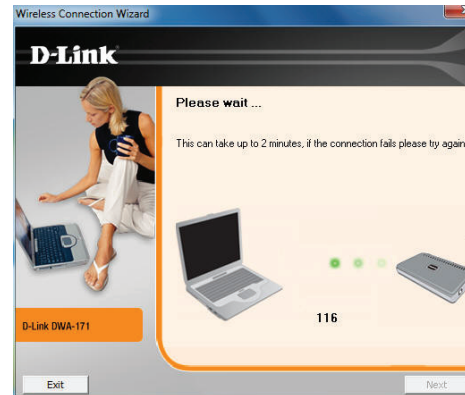 Wireless Connection Wizard
D-Link
Please wait ...
This can take up to 2 minutes, if the connection fails please try again
116
D-Link DWA-171
Exit
Next